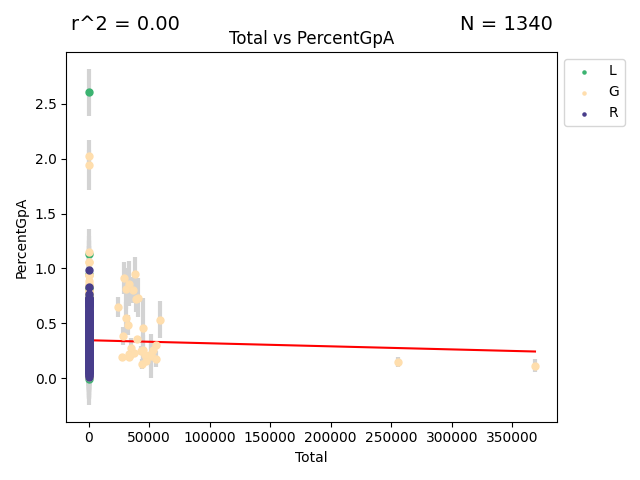 r^2 = 0.00
N = 1340
Total vs PercentGpA
L
G
R
PercentGpA
2.5
2.0
1.5
1.0
0.5
0.0
0
50000
100000
150000
200000
250000
300000
350000
Total